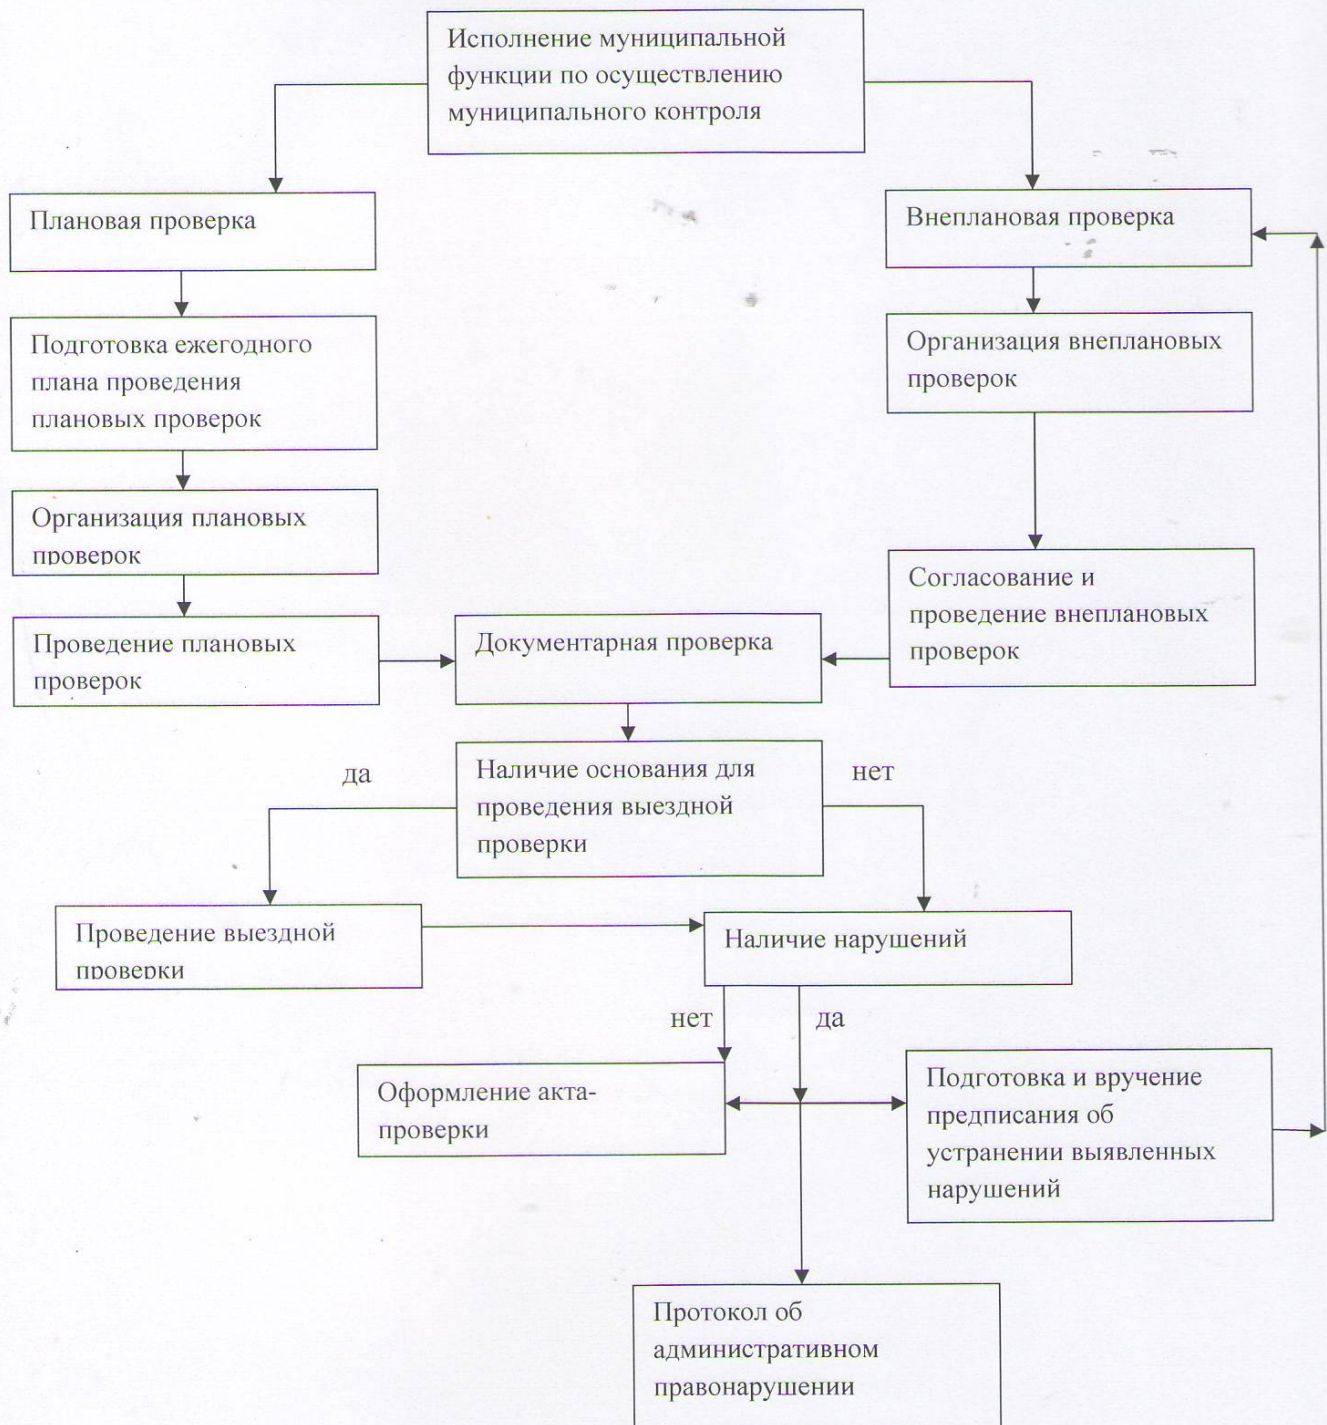 Исполнение муниципальной
функции по осуществлению
муниципального контроля
Плановая проверка
Внеплановая проверка
Подготовка ежегодного
плана проведения
плановых проверок
Организация внеплановых
проверок
Организация плановых
проверок
Согласование и
проведение внеплановых
проверок
Проведение плановых
проверок
Документарная проверка
да
Наличие основания для
проведения выездной
проверки
нет
Проведение выездной
проверки
Наличие нарушений
нет
да
Оформление акта-
проверки
Подготовка и вручение
предписания об
устранении выявленных
нарушений
Протокол об
административном
правонарушении